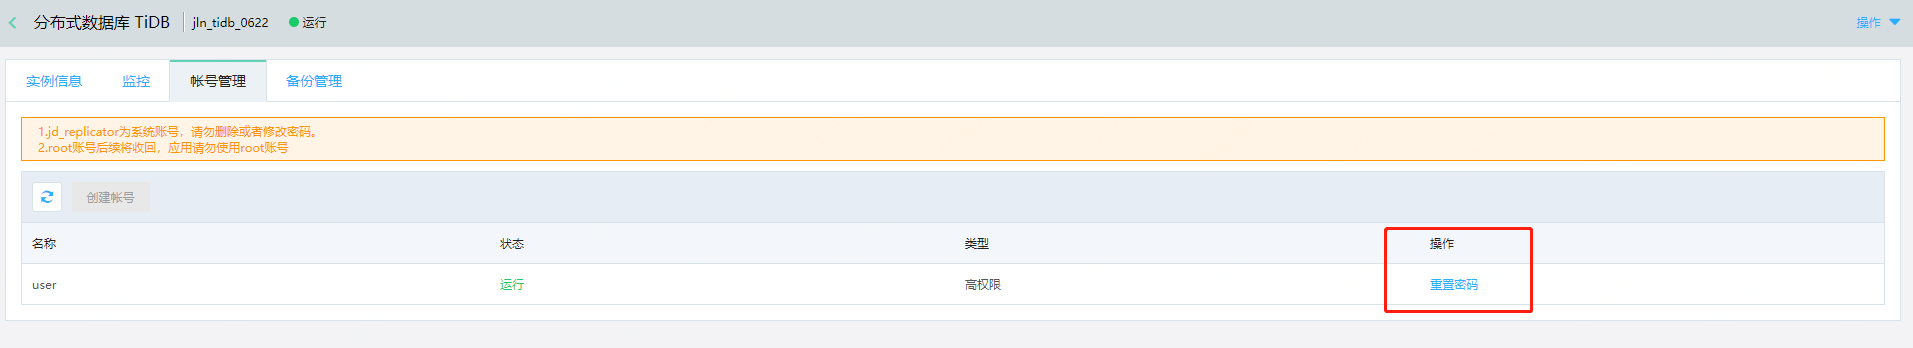 分布式数据库 TiDB jln_tidb_0622 运行 操作
实例信息 监控 帐号管理 备份管理
1.jd_replicator为系统账号，请勿删除或者修改密码。
2.root账号后续将收回，应用请勿使用root账号
创建帐号
名称 状态 类型 操作
user 运行 高权限 重置密码